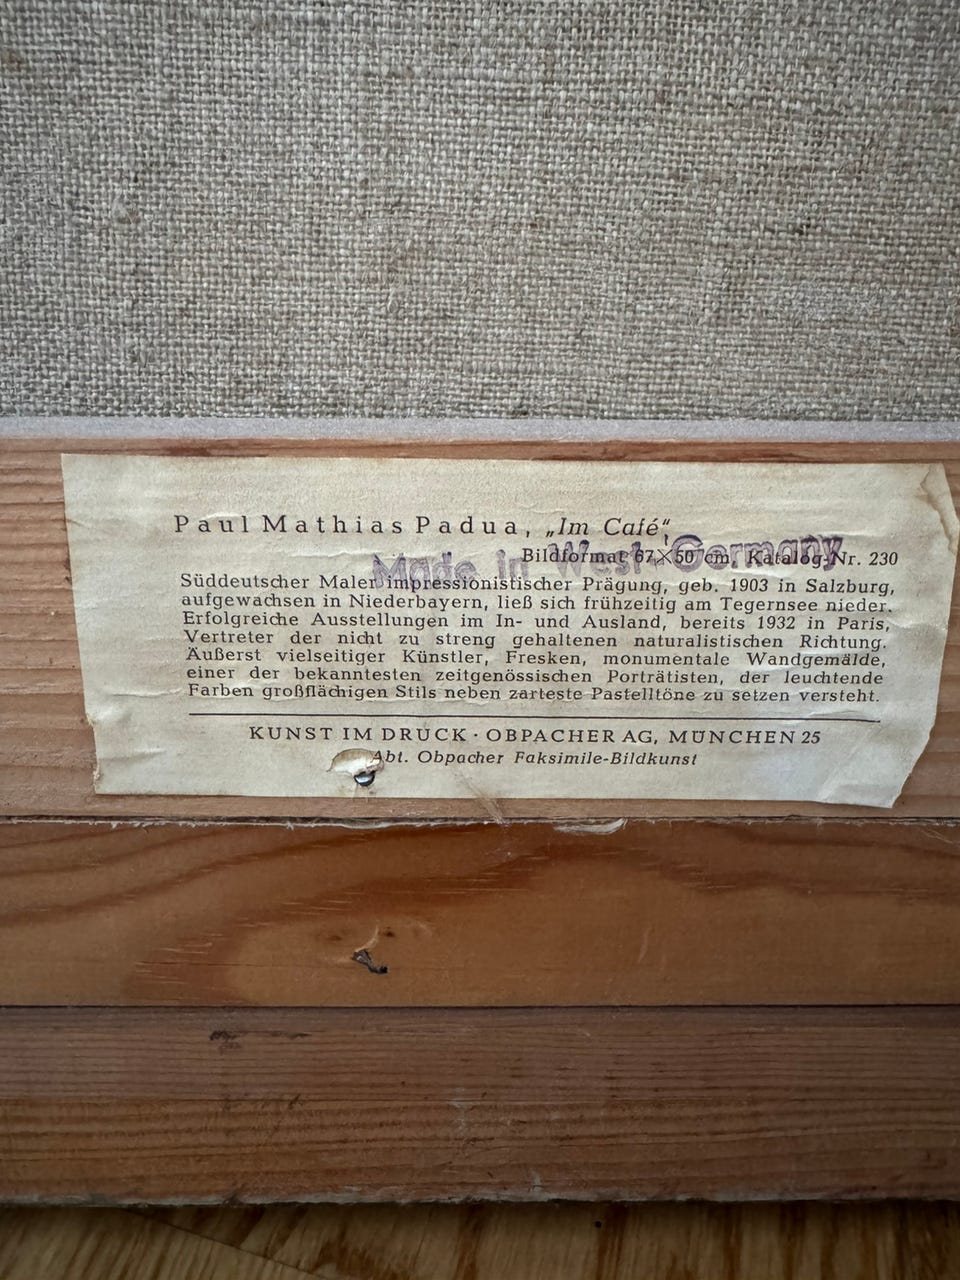 Paul Mathias Padua, „Im Café“,
Bildformat 67×50 cm, Katalog-Nr. 230
Made in West-Germany
Süddeutscher Maler impressionistischer Prägung, geb. 1903 in Salzburg,
aufgewachsen in Niederbayern, ließ sich frühzeitig am Tegernsee nieder.
Erfolgreiche Ausstellungen im In- und Ausland, bereits 1932 in Paris,
Vertreter der nicht zu streng gehaltenen naturalistischen Richtung.
Äußerst vielseitiger Künstler, Fresken, monumentale Wandgemälde,
einer der bekanntesten zeitgenössischen Porträtisten, der leuchtende
Farben großflächigen Stils neben zarteste Pastelltöne zu setzen versteht.
KUNST IM DRUCK · OBPACHER AG, MÜNCHEN 25
Abt. Obpacher Faksimile-Bildkunst